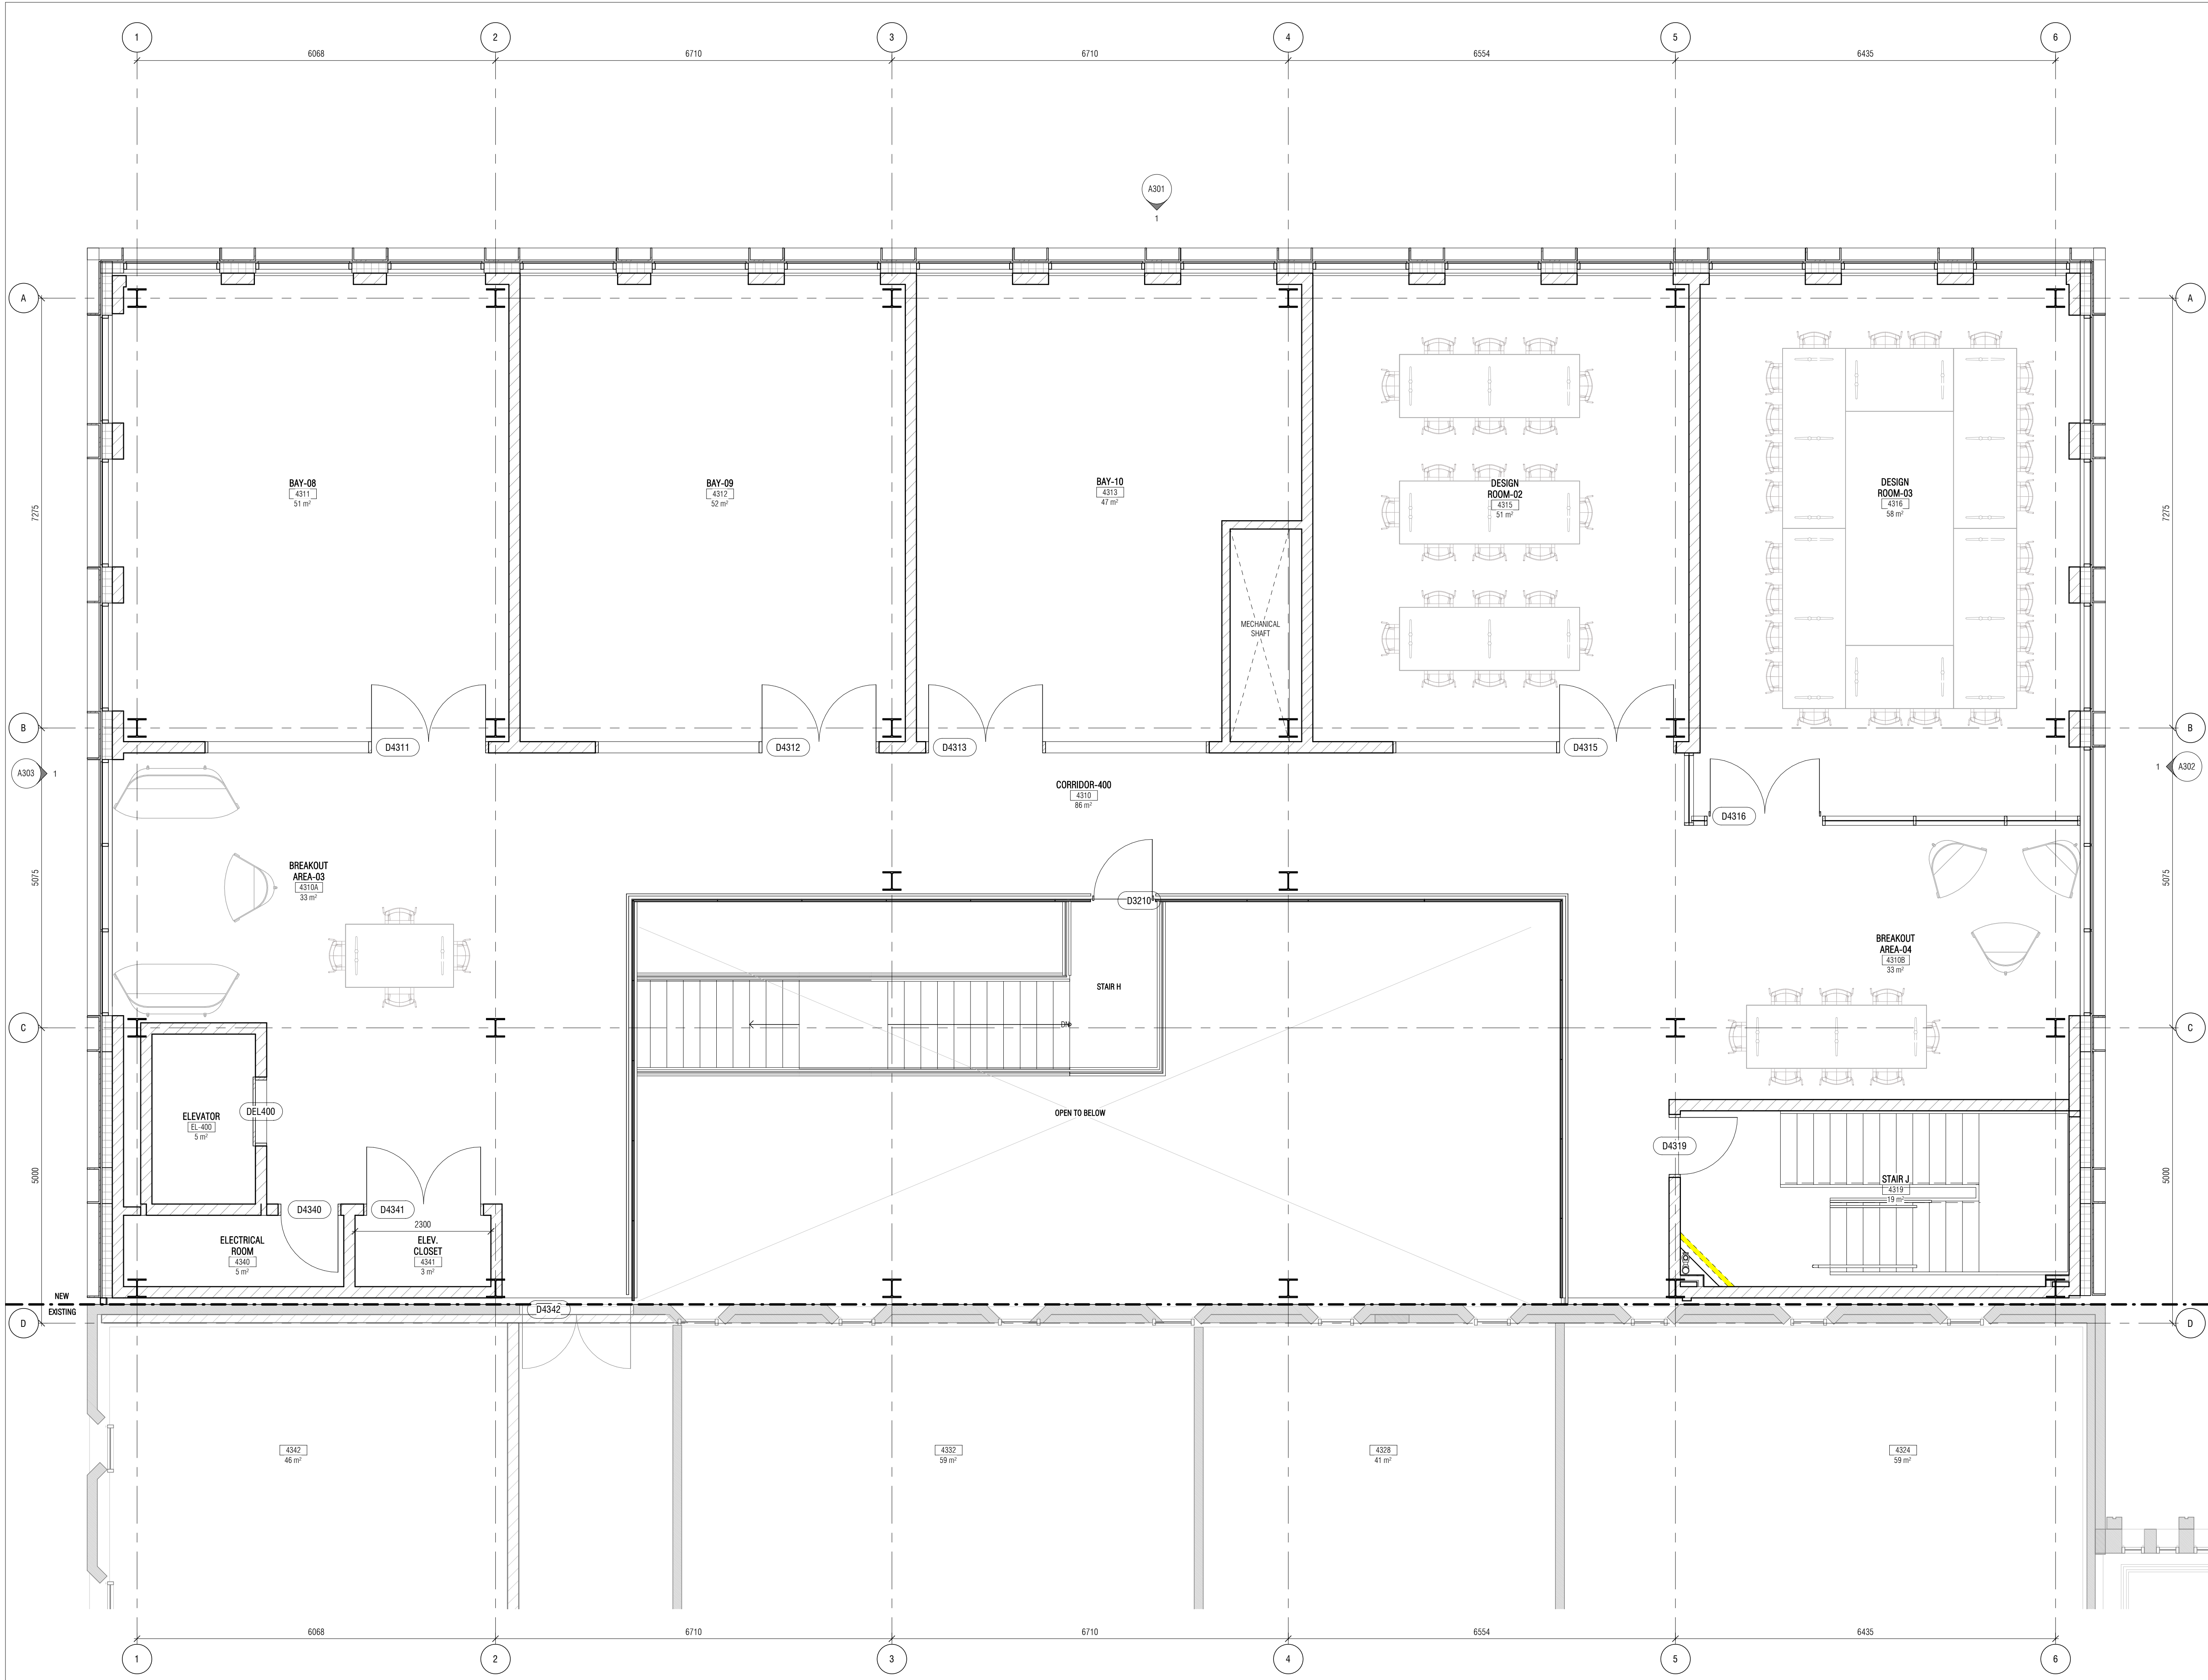 1 2 3 4 5 6
6068 6710 6710 6554 6435
A301
1
A A
7275 7275
BAY-08
4311
51 m²
BAY-09
4312
52 m²
BAY-10
4313
47 m²
DESIGN
ROOM-02
4315
51 m²
DESIGN
ROOM-03
4316
58 m²
MECHANICAL
SHAFT
B B
D4311 D4312 D4313 D4315
A303 1
1 A302
CORRIDOR-400
4310
86 m²
D4316
5075 5075
BREAKOUT
AREA-03
4310A
33 m²
D3210
BREAKOUT
AREA-04
4310B
33 m²
STAIR H
DN
C C
ELEVATOR
EL-400
5 m²
DEL400
OPEN TO BELOW
D4319
5000 5000
STAIR J
4319
19 m²
D4340 D4341
2300
ELECTRICAL
ROOM
4340
5 m²
ELEV.
CLOSET
4341
3 m²
NEW
EXISTING
D4342
D D
4342
46 m²
4332
59 m²
4328
41 m²
4324
59 m²
6068 6710 6710 6554 6435
1 2 3 4 5 6